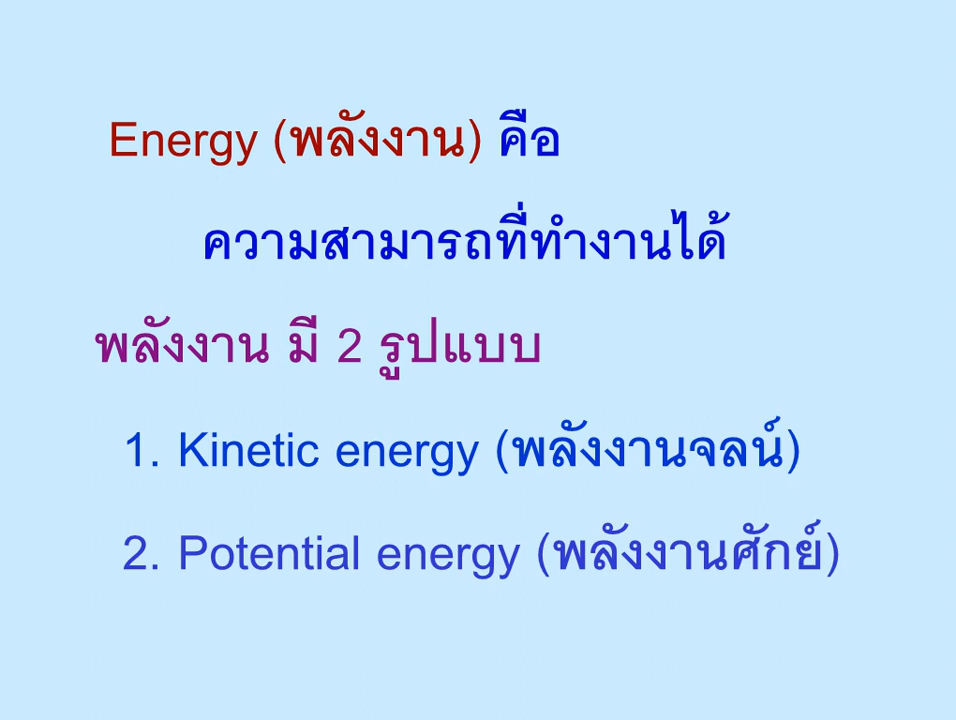 Energy (พลังงาน) คือ
ความสามารถที่ทำงานได้
พลังงาน มี 2 รูปแบบ
1. Kinetic energy (พลังงานจลน์)
2. Potential energy (พลังงานศักย์)